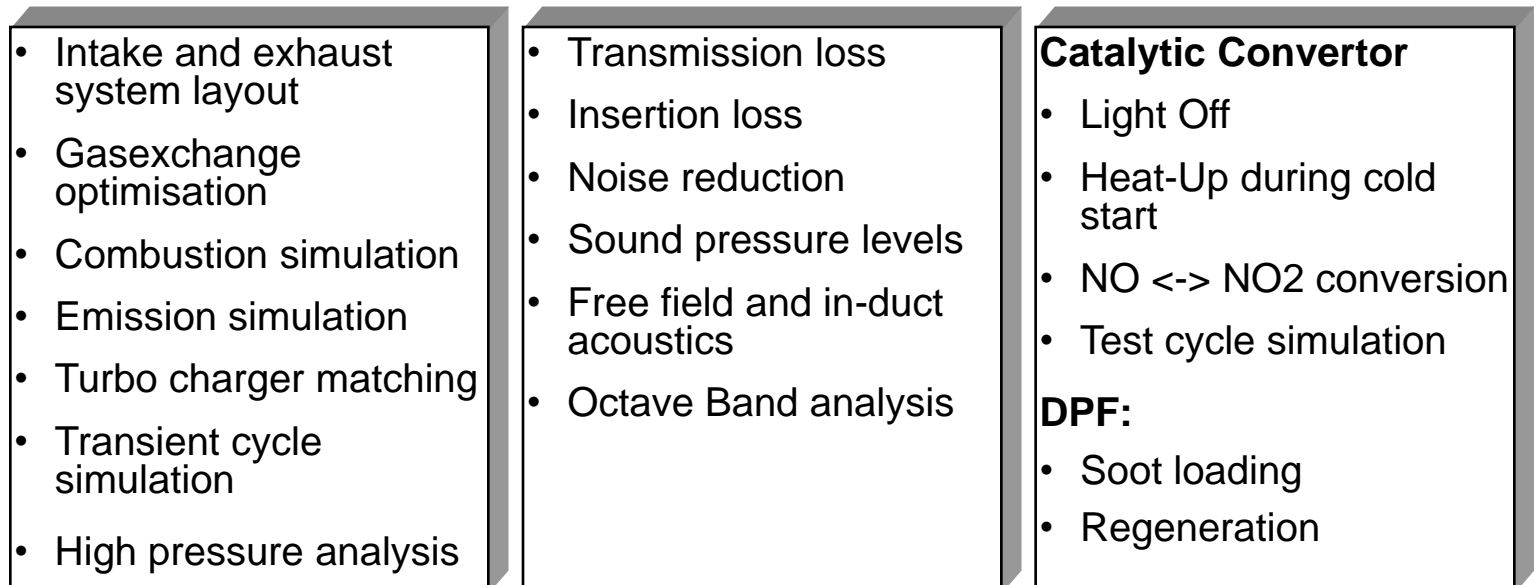 • Intake and exhaust
system layout
• Gasexchange
optimisation
• Combustion simulation
• Emission simulation
• Turbo charger matching
• Transient cycle
simulation
• High pressure analysis
• Transmission loss
• Insertion loss
• Noise reduction
• Sound pressure levels
• Free field and in-duct
acoustics
• Octave Band analysis
Catalytic Convertor
• Light Off
• Heat-Up during cold
start
• NO <-> NO2 conversion
• Test cycle simulation
DPF:
• Soot loading
• Regeneration